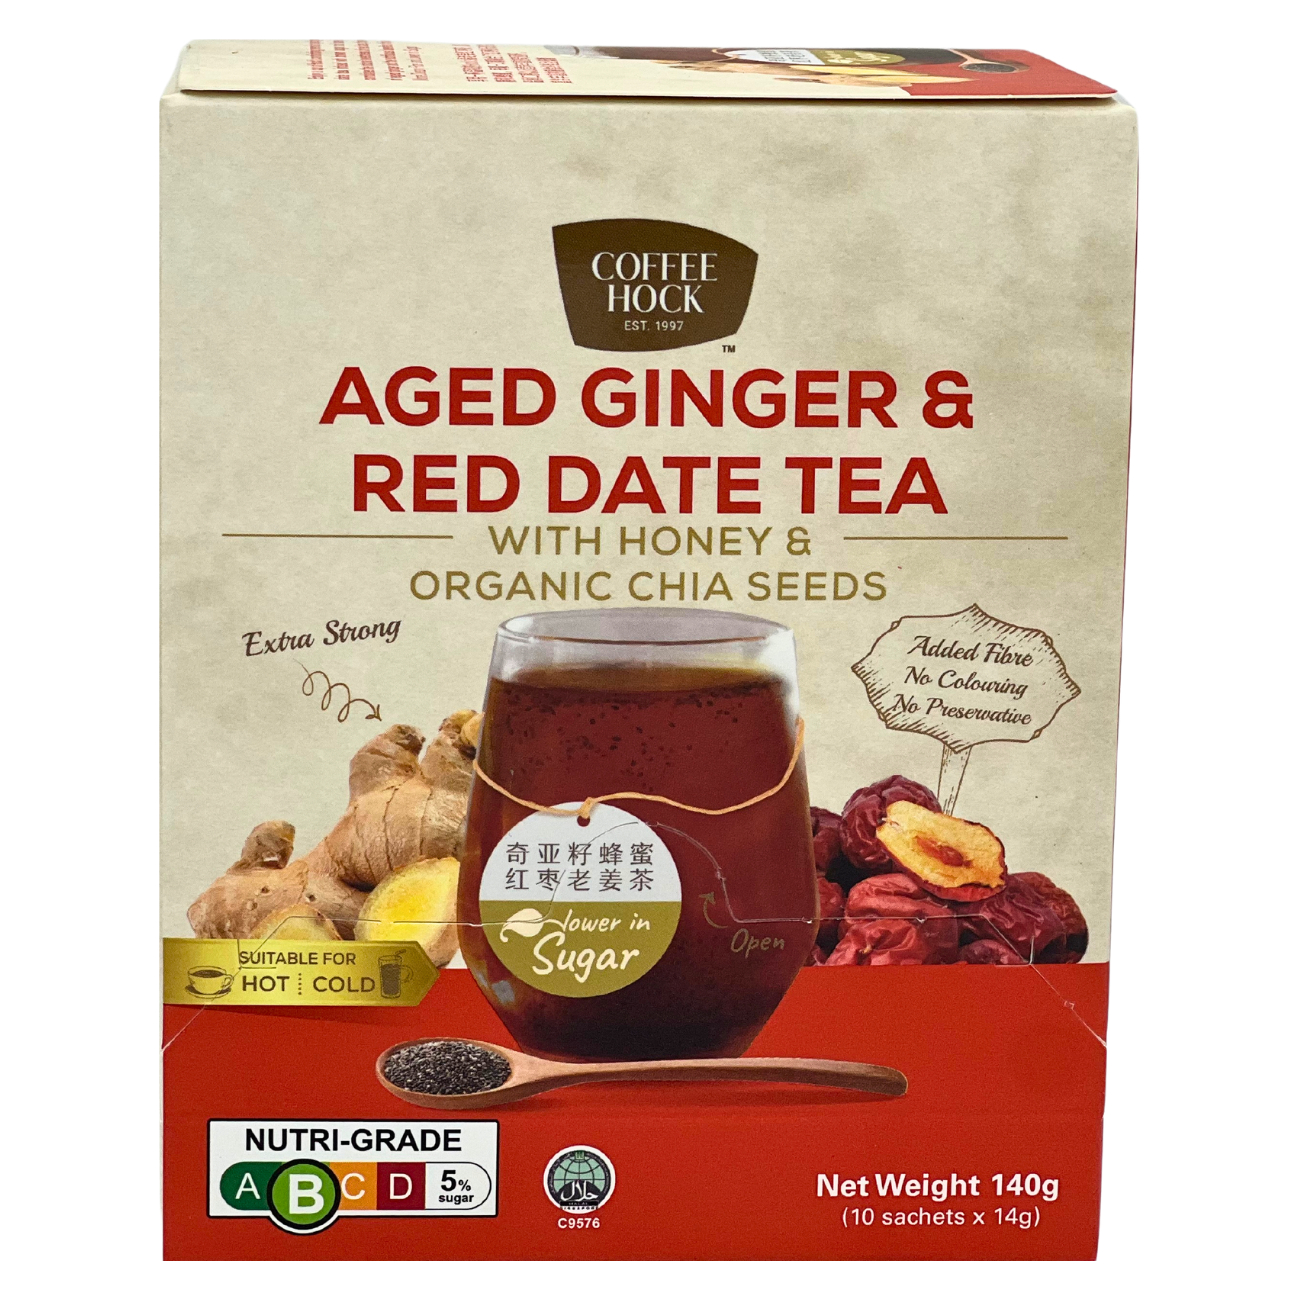 COFFEE
HOCK
EST. 1997
TM
AGED GINGER &
RED DATE TEA
WITH HONEY &
ORGANIC CHIA SEEDS
Extra Strong
Added Fibre
No Colouring
No Preservative
奇亚籽蜂蜜
红枣老姜茶
lower in
Sugar
Open
SUITABLE FOR
HOT COLD
NUTRI-GRADE
A B C D 5% sugar
C9576
Net Weight 140g
(10 sachets x 14g)